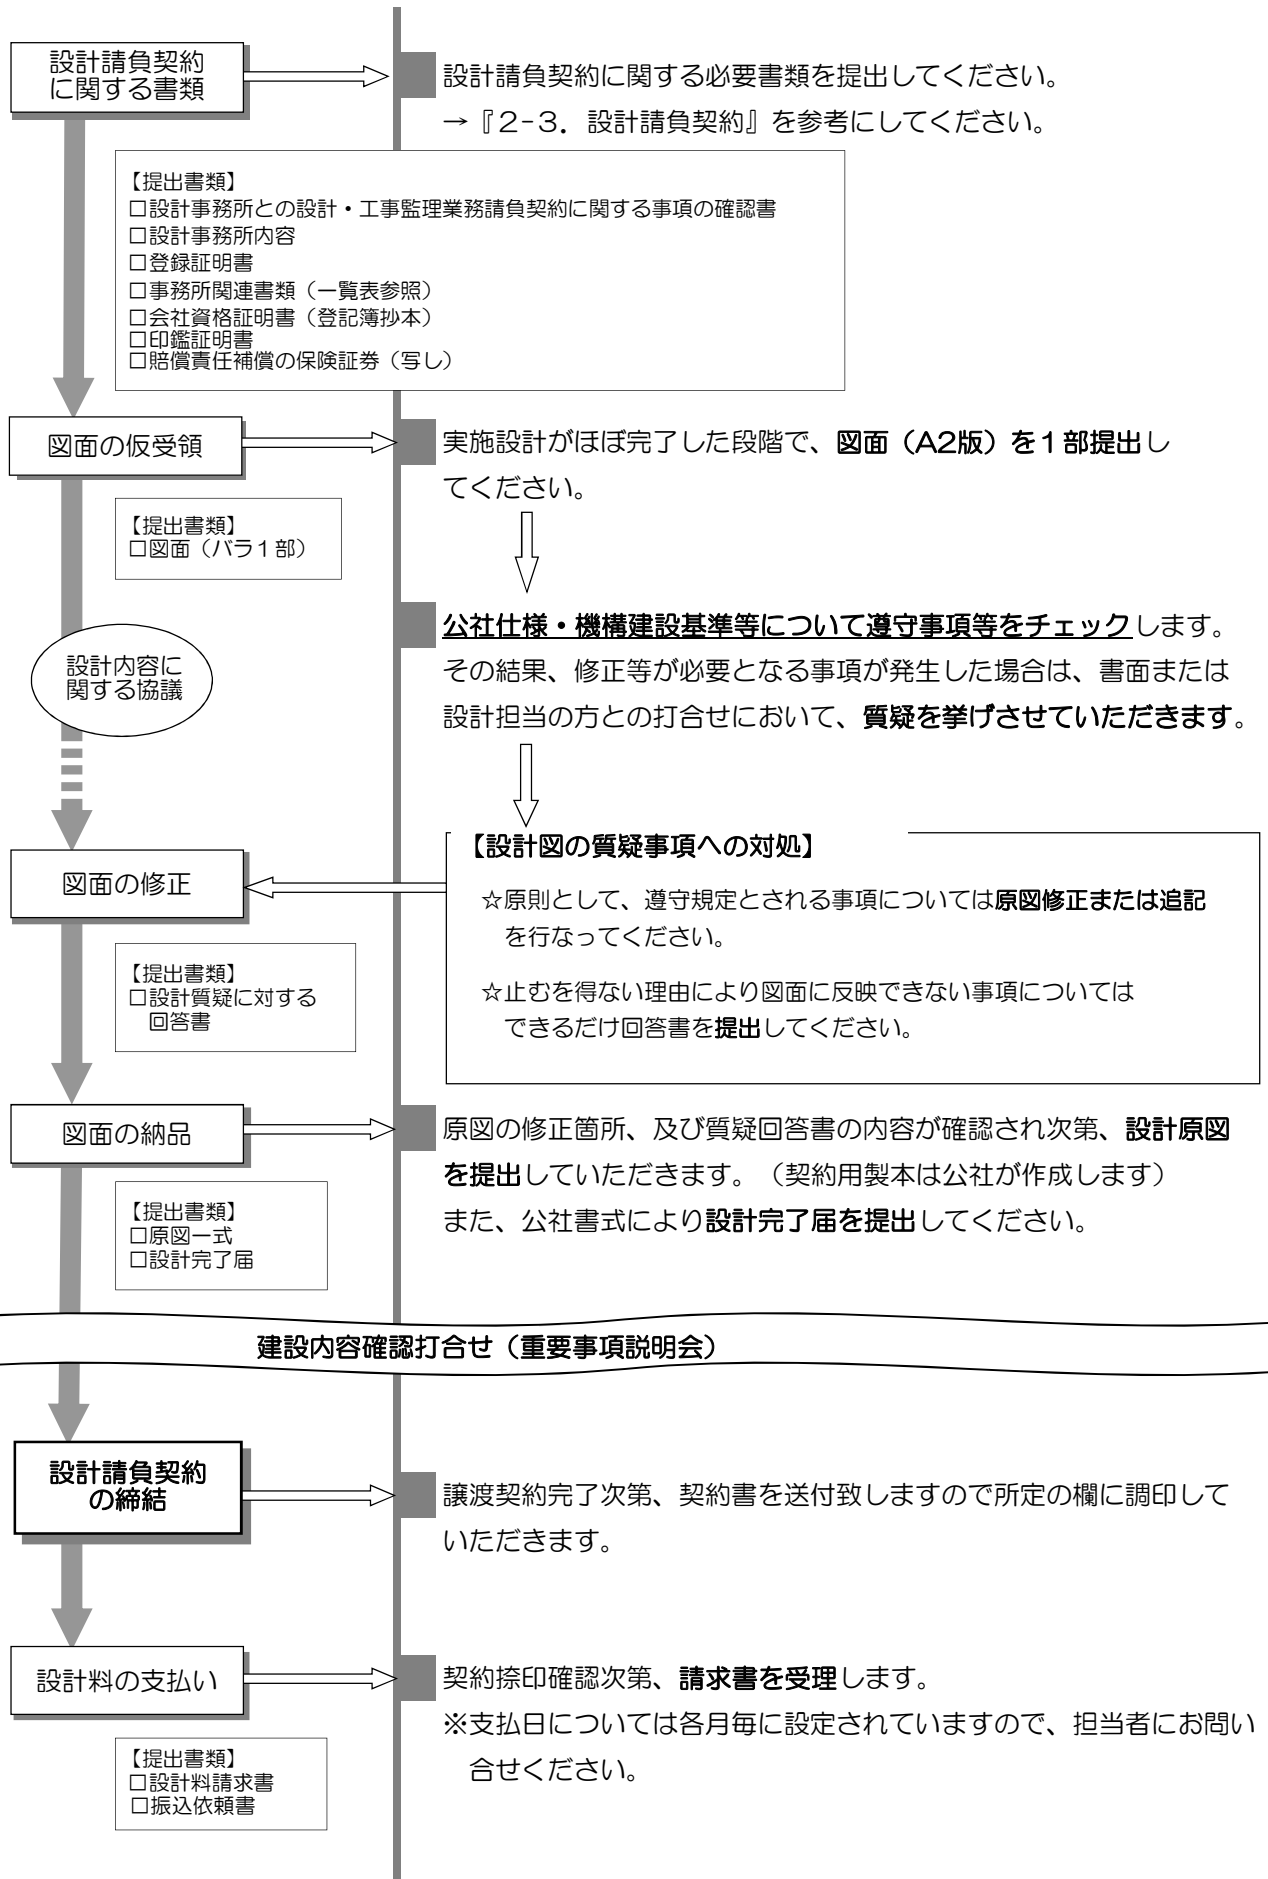 設計請負契約
に関する書類
設計請負契約に関する必要書類を提出してください。
→『２-３．設計請負契約』を参考にしてください。
【提出書類】
□設計事務所との設計・工事監理業務請負契約に関する事項の確認書
□設計事務所内容
□登録証明書
□事務所関連書類（一覧表参照）
□会社資格証明書（登記簿抄本）
□印鑑証明書
□賠償責任補償の保険証券（写し）
図面の仮受領
実施設計がほぼ完了した段階で、図面（A2版）を１部提出し
てください。
【提出書類】
□図面（バラ１部）
公社仕様・機構建設基準等について遵守事項等をチェックします。
その結果、修正等が必要となる事項が発生した場合は、書面または
設計担当の方との打合せにおいて、質疑を挙げさせていただきます。
設計内容に
関する協議
【設計図の質疑事項への対処】
☆原則として、遵守規定とされる事項については原図修正または追記
を行なってください。
☆止むを得ない理由により図面に反映できない事項については
できるだけ回答書を提出してください。
図面の修正
【提出書類】
□設計質疑に対する
回答書
図面の納品
原図の修正箇所、及び質疑回答書の内容が確認され次第、設計原図
を提出していただきます。（契約用製本は公社が作成します）
また、公社書式により設計完了届を提出してください。
【提出書類】
□原図一式
□設計完了届
建設内容確認打合せ（重要事項説明会）
設計請負契約
の締結
譲渡契約完了次第、契約書を送付致しますので所定の欄に調印して
いただきます。
設計料の支払い
契約捺印確認次第、請求書を受理します。
※支払日については各月毎に設定されていますので、担当者にお問い
合せください。
【提出書類】
□設計料請求書
□振込依頼書